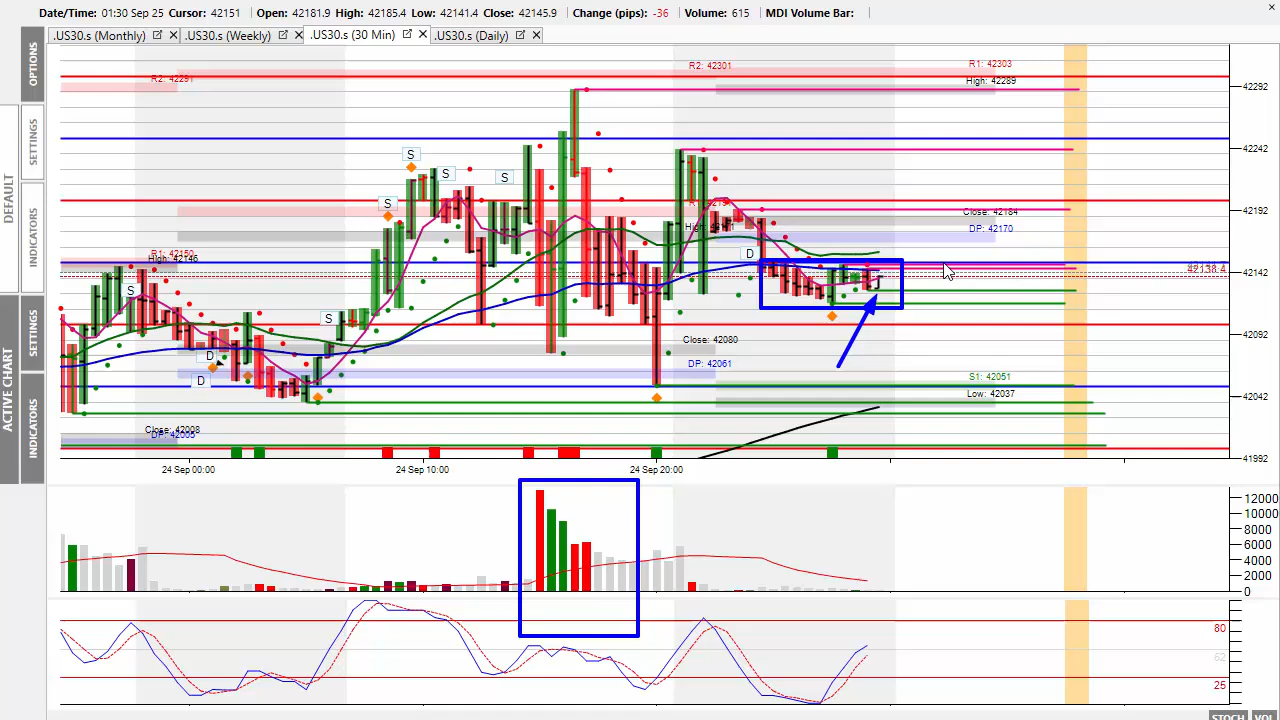 Date/Time: 01:30 Sep 25 Cursor: 42151 Open: 42181.9 High: 42185.4 Low: 42141.4 Close: 42145.9 Change (pips): -36 Volume: 615 MDI Volume Bar:
.US30.s (Monthly) .US30.s (Weekly) .US30.s (30 Min) .US30.s (Daily)
OPTIONS
SETTINGS
INDICATORS
DEFAULT
SETTINGS
INDICATORS
ACTIVE CHART
R2: 42291
R2: 42301
R1: 42303
High: 42289
42292
42242
42192
42142
42092
42042
41992
S
S
S
S
S
S
D
D
D
Close: 42184
DP: 42170
High: 42146
42138.4
Close: 42080
DP: 42061
S1: 42051
Low: 42037
Close: 42008
DP: 42005
24 Sep 00:00
24 Sep 10:00
24 Sep 20:00
12000
10000
8000
6000
4000
2000
0
80
62
25
STOCH
VOL